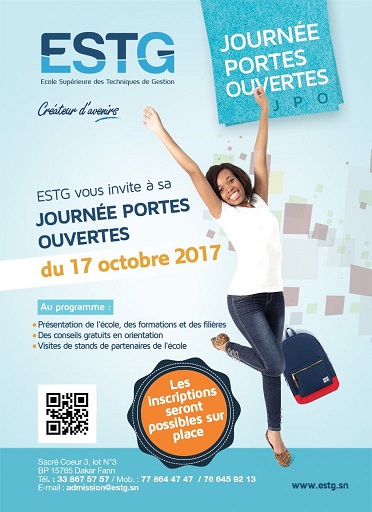 ESTG
Ecole Supérieure des Techniques de Gestion
Créateur d'avenirs
JOURNÉE
PORTES
OUVERTES
JPO
ESTG vous invite à sa
JOURNÉE PORTES
OUVERTES
du 17 octobre 2017
Au programme :
Présentation de l'école, des formations et des filières
Des conseils gratuits en orientation
Visites de stands de partenaires de l'école
Les
inscriptions
seront
possibles sur
place
Sacré Coeur 3, lot N°3
BP 15785 Dakar Fann
Tél. : 33 867 57 57 / Mob. : 77 864 47 47 / 76 645 92 13
E-mail : admission@estg.sn
www.estg.sn